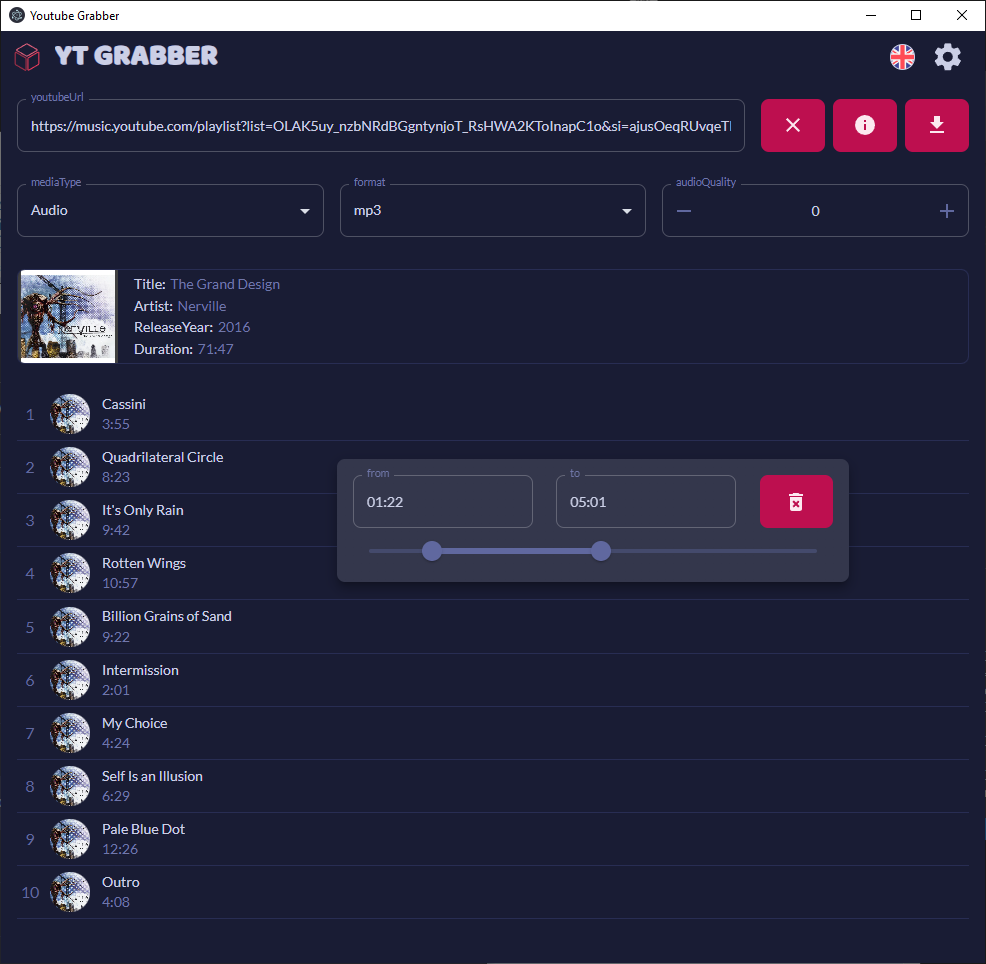 Youtube Grabber
YT GRABBER
youtubeUrl
https://music.youtube.com/playlist?list=OLAK5uy_nzbNRdBGgntynjoT_RsHWA2KToInapC1o&si=ajusOeqRUvqeTl
mediaType
format
audioQuality
Audio
mp3
0
Title: The Grand Design
Artist: Nerville
ReleaseYear: 2016
Duration: 71:47
nerville
1
Cassini
3:55
2
Quadrilateral Circle
8:23
from
to
01:22
05:01
3
It's Only Rain
9:42
4
Rotten Wings
10:57
5
Billion Grains of Sand
9:22
6
Intermission
2:01
7
My Choice
4:24
8
Self Is an Illusion
6:29
9
Pale Blue Dot
12:26
10
Outro
4:08